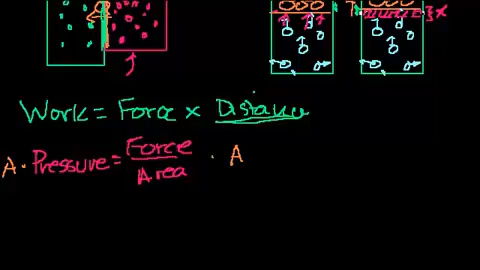 x
Work = Force x Distance
A · Pressure = Force / Area · A